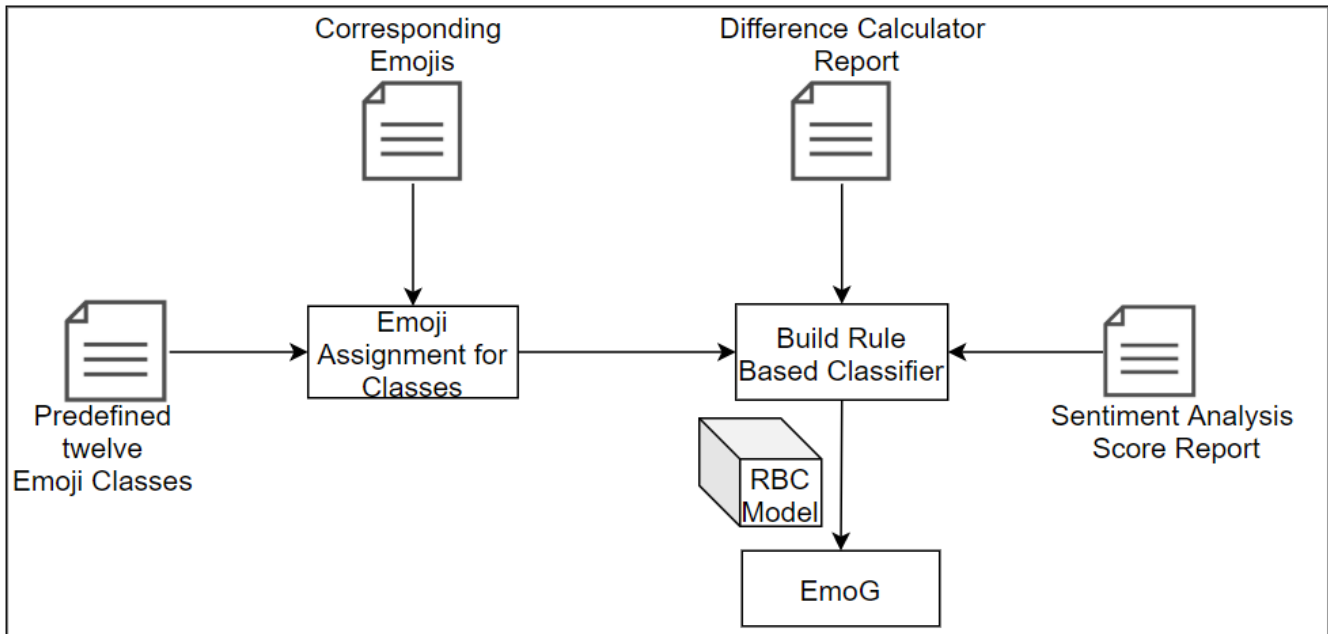 Corresponding
Emojis
Difference Calculator
Report
Emoji
Assignment for
Classes
Build Rule
Based Classifier
Predefined
twelve
Emoji Classes
Sentiment Analysis
Score Report
RBC
Model
EmoG